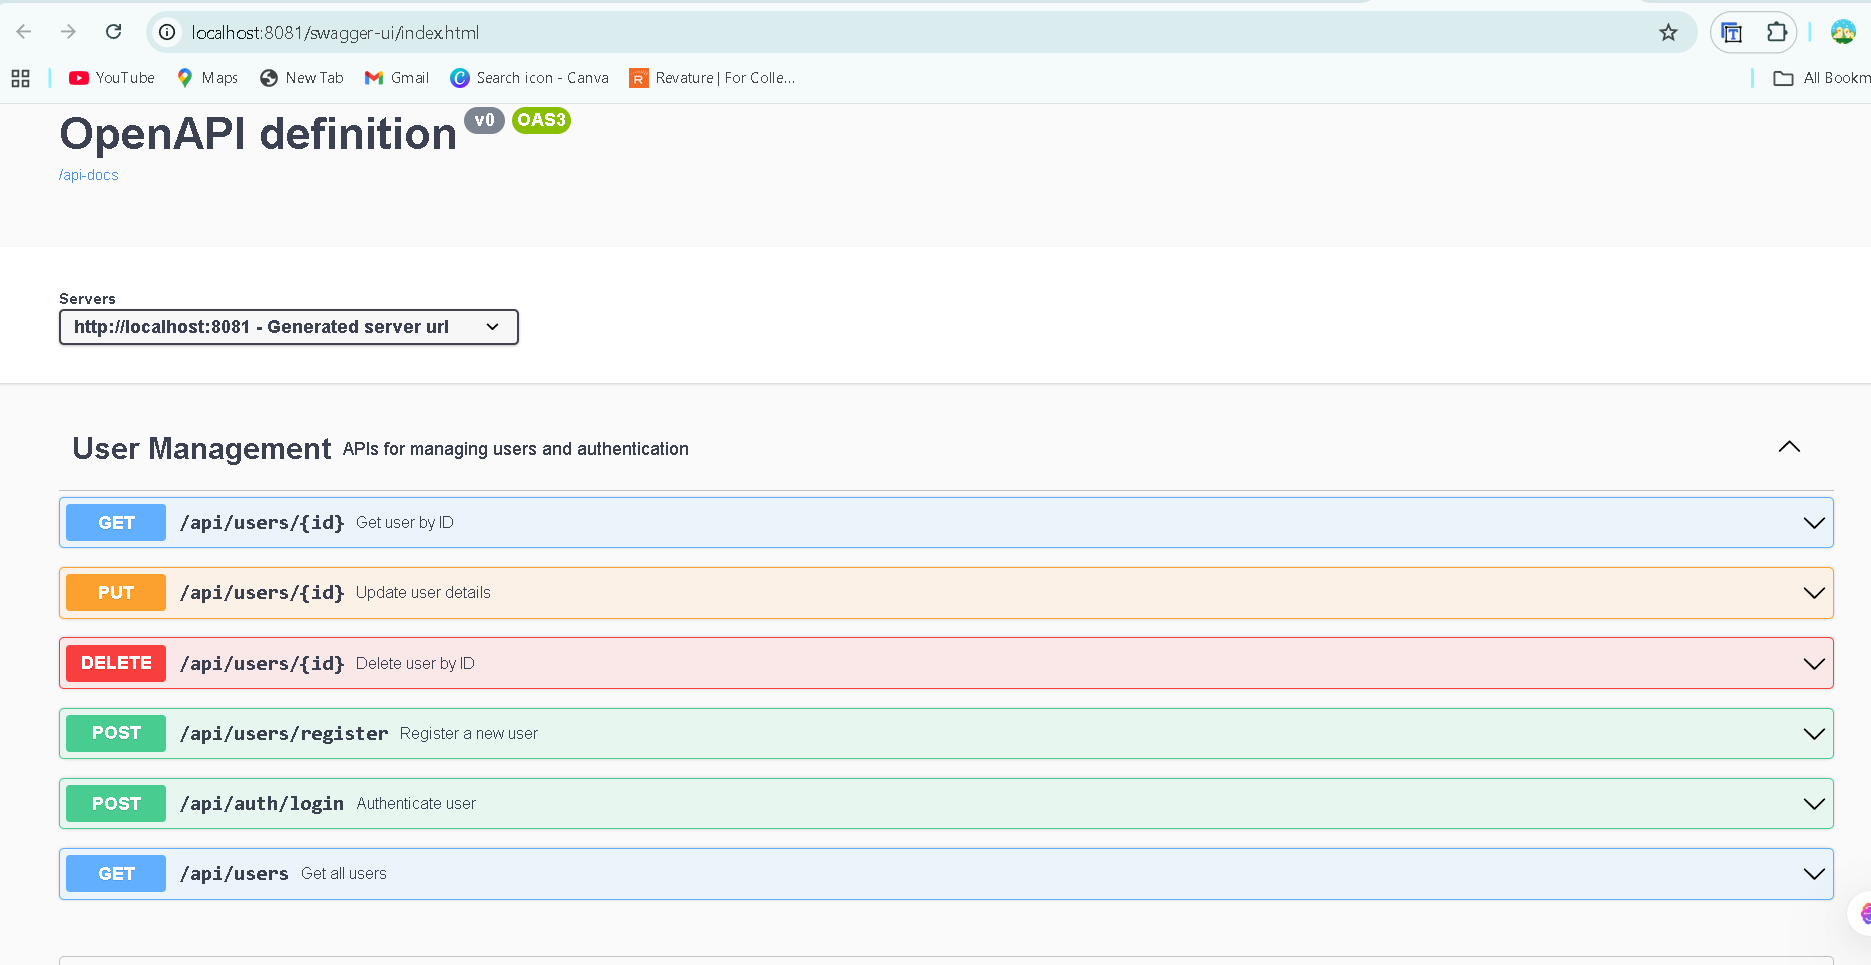 localhost:8081/swagger-ui/index.html
YouTube Maps New Tab Gmail Search icon - Canva Revature | For Colle... All Bookm
OpenAPI definition v0 OAS3
/api-docs
Servers
http://localhost:8081 - Generated server url
User Management APIs for managing users and authentication
GET /api/users/{id} Get user by ID
PUT /api/users/{id} Update user details
DELETE /api/users/{id} Delete user by ID
POST /api/users/register Register a new user
POST /api/auth/login Authenticate user
GET /api/users Get all users